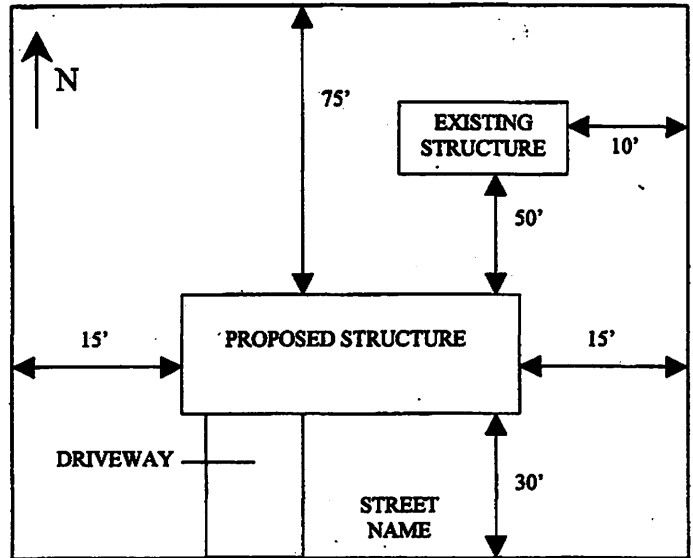 N
75’
EXISTING
STRUCTURE
10’
50’
15’
PROPOSED STRUCTURE
15’
DRIVEWAY
30’
STREET
NAME